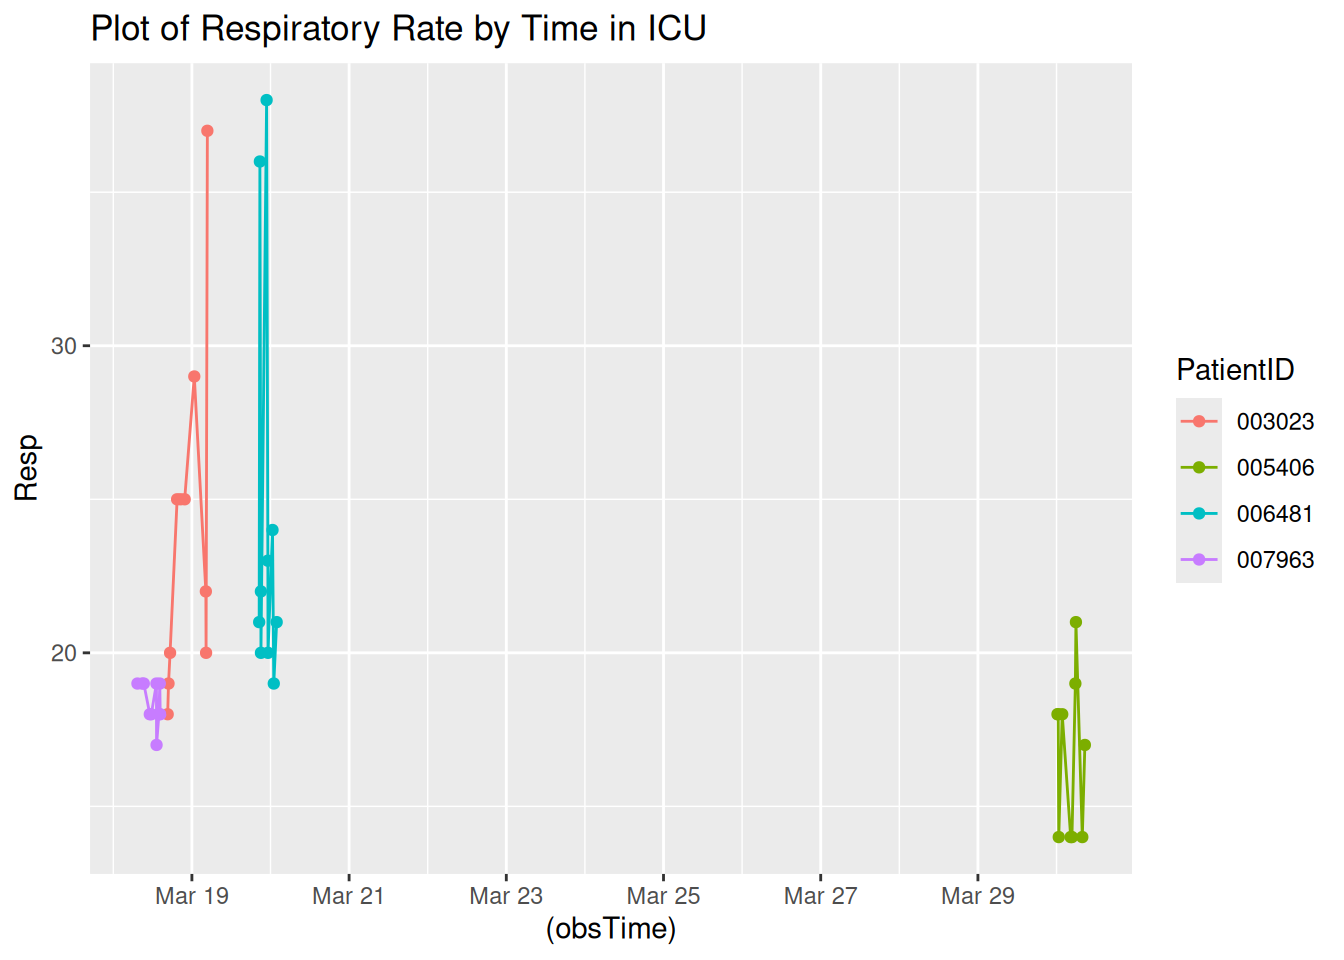 Plot of Respiratory Rate by Time in ICU
30
20
Resp
Mar 19
Mar 21
Mar 23
Mar 25
Mar 27
Mar 29
(obsTime)
PatientID
003023
005406
006481
007963